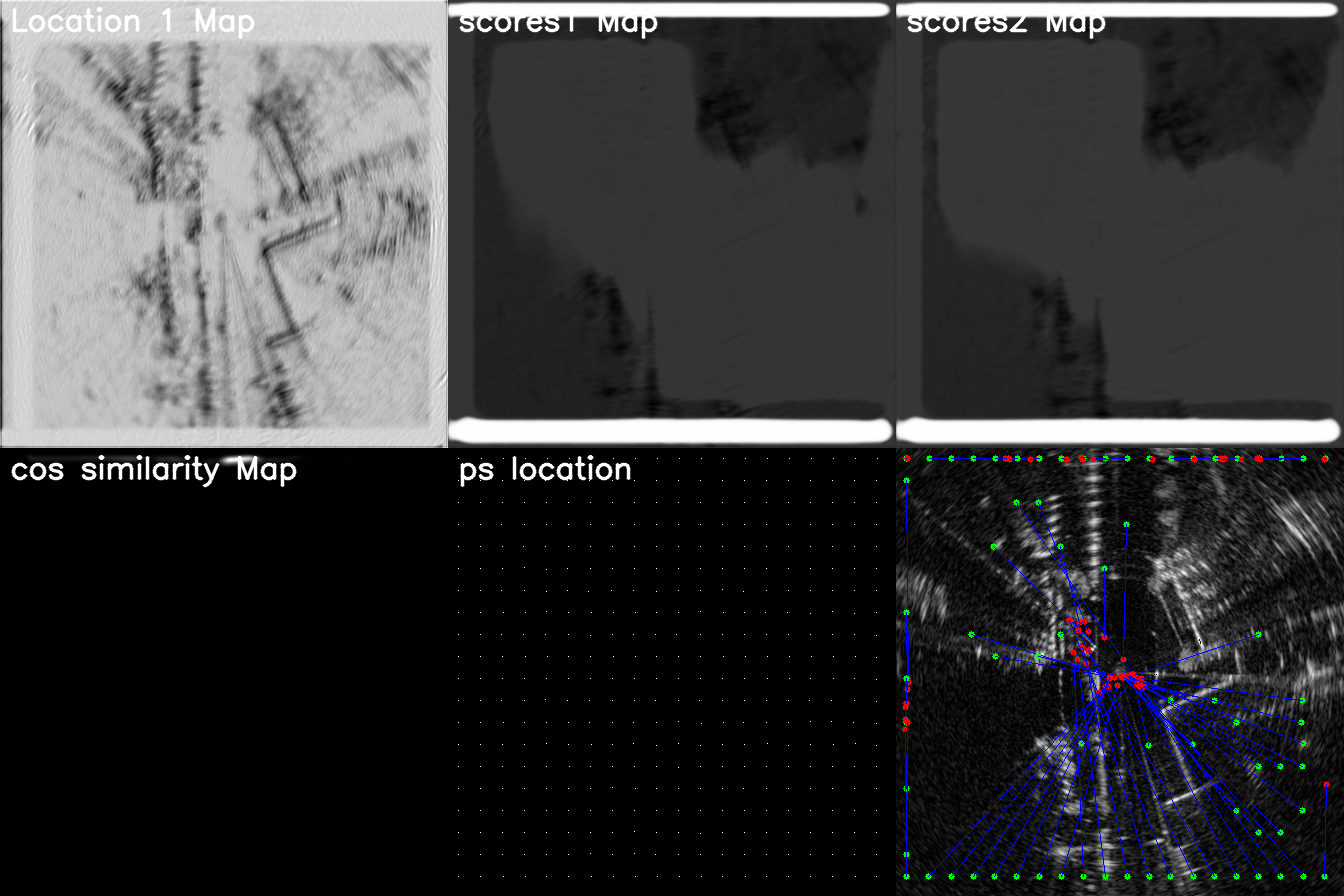 Location 1 Map
scores1 Map
scores2 Map
cos similarity Map
ps location